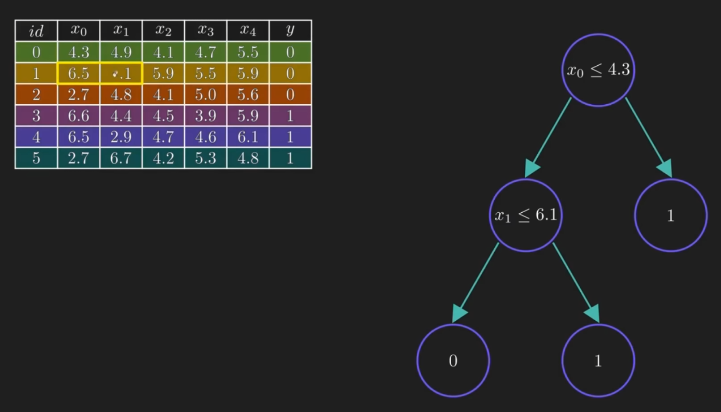 id x₀ x₁ x₂ x₃ x₄ y
0 4.3 4.9 4.1 4.7 5.5 0
1 6.5 .1 5.9 5.5 5.9 0
2 2.7 4.8 4.1 5.0 5.6 0
3 6.6 4.4 4.5 3.9 5.9 1
4 6.5 2.9 4.7 4.6 6.1 1
5 2.7 6.7 4.2 5.3 4.8 1
x₀ ≤ 4.3
x₁ ≤ 6.1
1
0
1